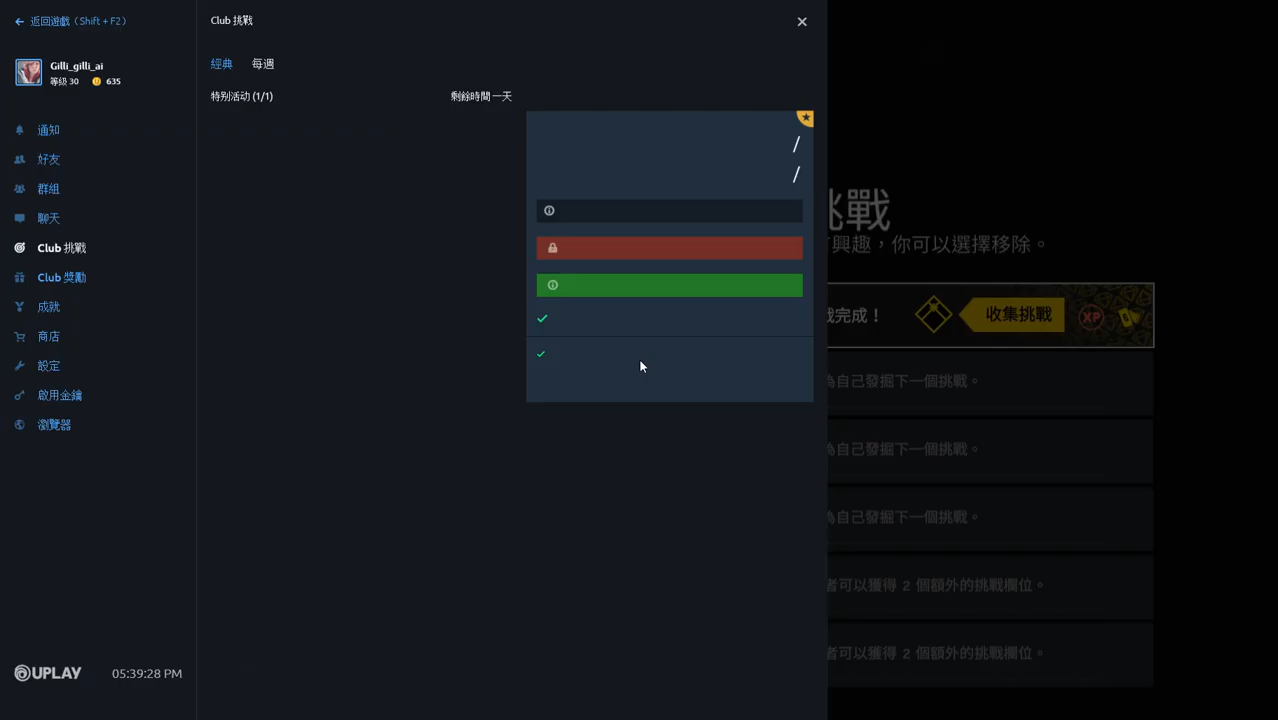 返回遊戲（Shift + F2）
Gilli_gilli_ai
等級 30 635
通知
好友
群組
聊天
Club 挑戰
Club 獎勵
成就
商店
設定
啟用金鑰
瀏覽器
UPLAY 05:39:28 PM
Club 挑戰
經典 每週
特别活动 (1/1) 剩餘時間 一天
/
/
挑戰
有興趣，你可以選擇移除。
戰完成！ 收集挑戰 XP
為自己發掘下一個挑戰。
為自己發掘下一個挑戰。
為自己發掘下一個挑戰。
者可以獲得 2 個額外的挑戰欄位。
者可以獲得 2 個額外的挑戰欄位。